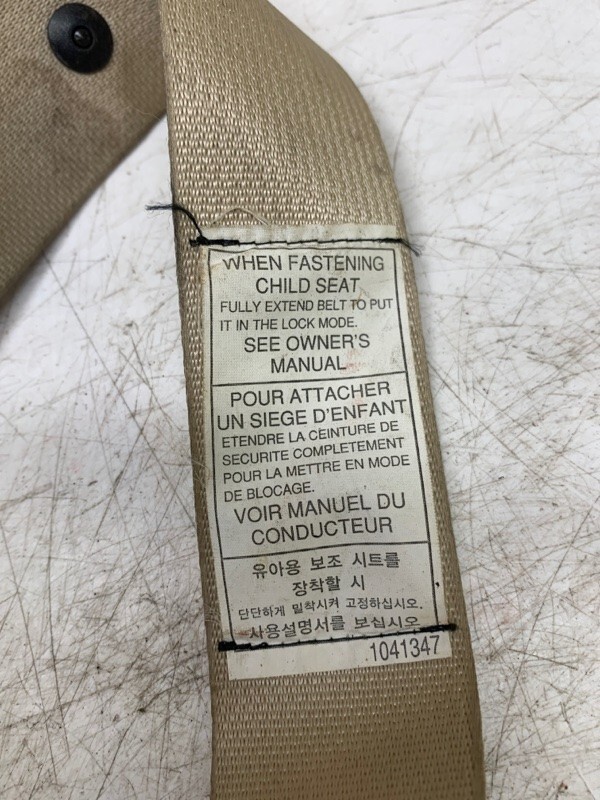 WHEN FASTENING
CHILD SEAT
FULLY EXTEND BELT TO PUT
IT IN THE LOCK MODE.
SEE OWNER'S
MANUAL
POUR ATTACHER
UN SIEGE D'ENFANT
ETENDRE LA CEINTURE DE
SECURITE COMPLETEMENT
POUR LA METTRE EN MODE
DE BLOCAGE.
VOIR MANUEL DU
CONDUCTEUR
유아용 보조 시트를
장착할 시
단단하게 밀착시켜 고정하십시오.
사용설명서를 보십시오
1041347